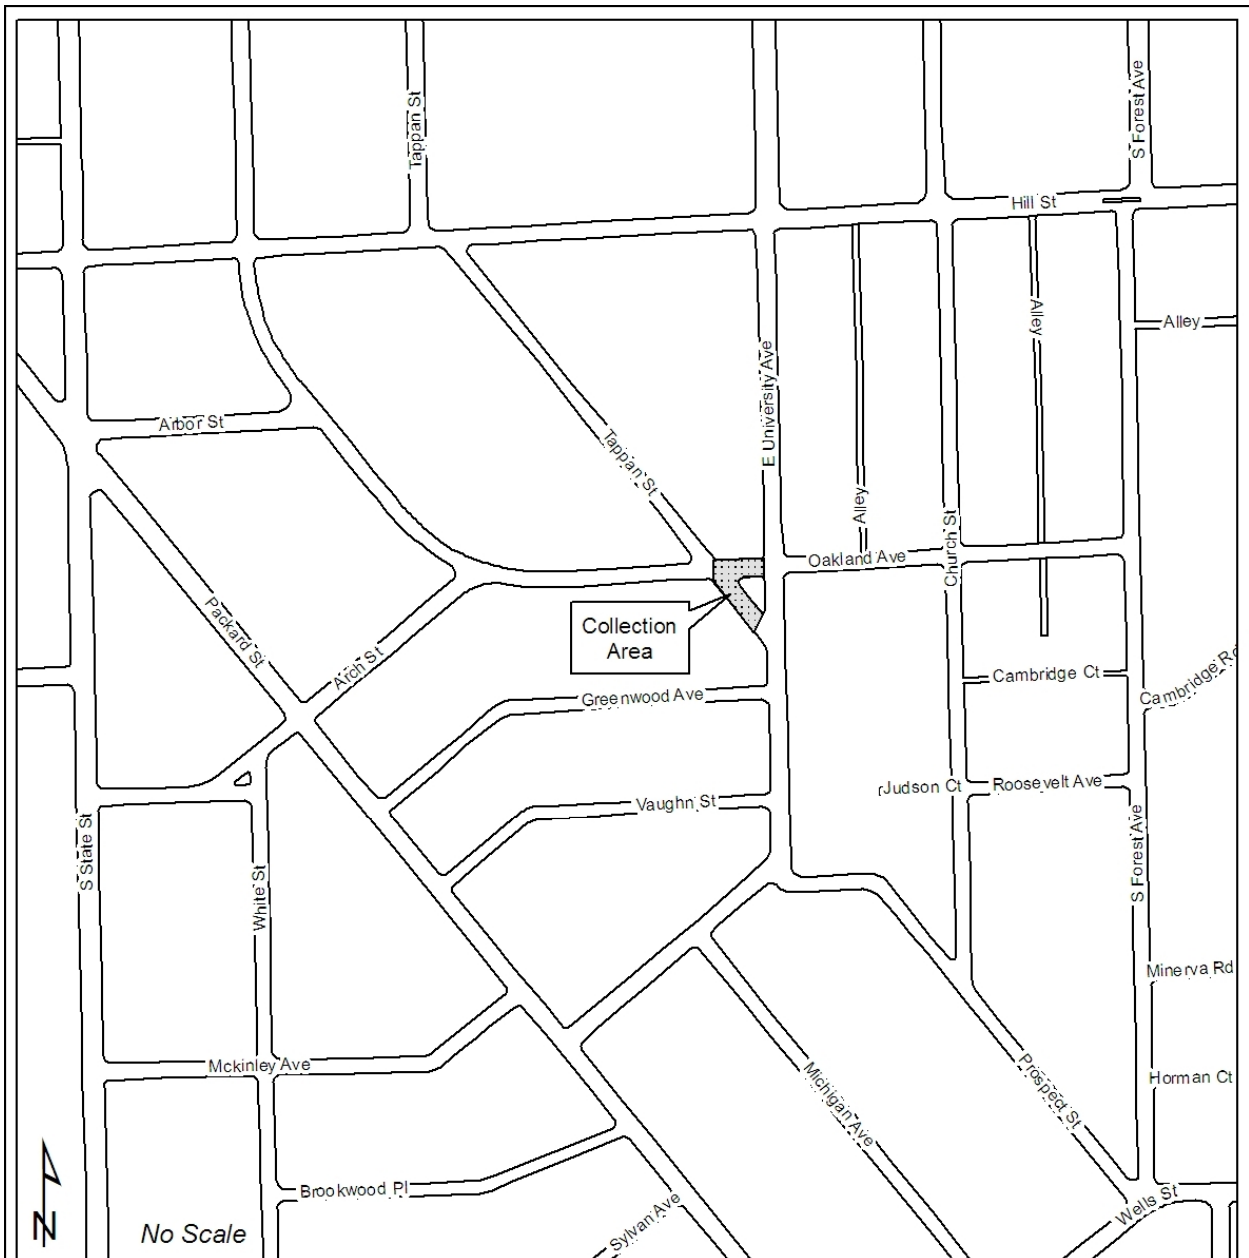 S Forest Ave
Tappan St
Hill St
Alley
Alley
E University Ave
Arbor St
Tappan St
Alley
Church St
Oakland Ave
Collection
Area
Packard St
Arch St
Cambridge Ct
Cambridge Rd
Greenwood Ave
Judson Ct
Roosevelt Ave
Vaughn St
S State St
White St
S Forest Ave
Minerva Rd
Mckinley Ave
Michigan Ave
Prospect St
Horman Ct
Brookwood Pl
Sylvan Ave
Wells St
N
No Scale